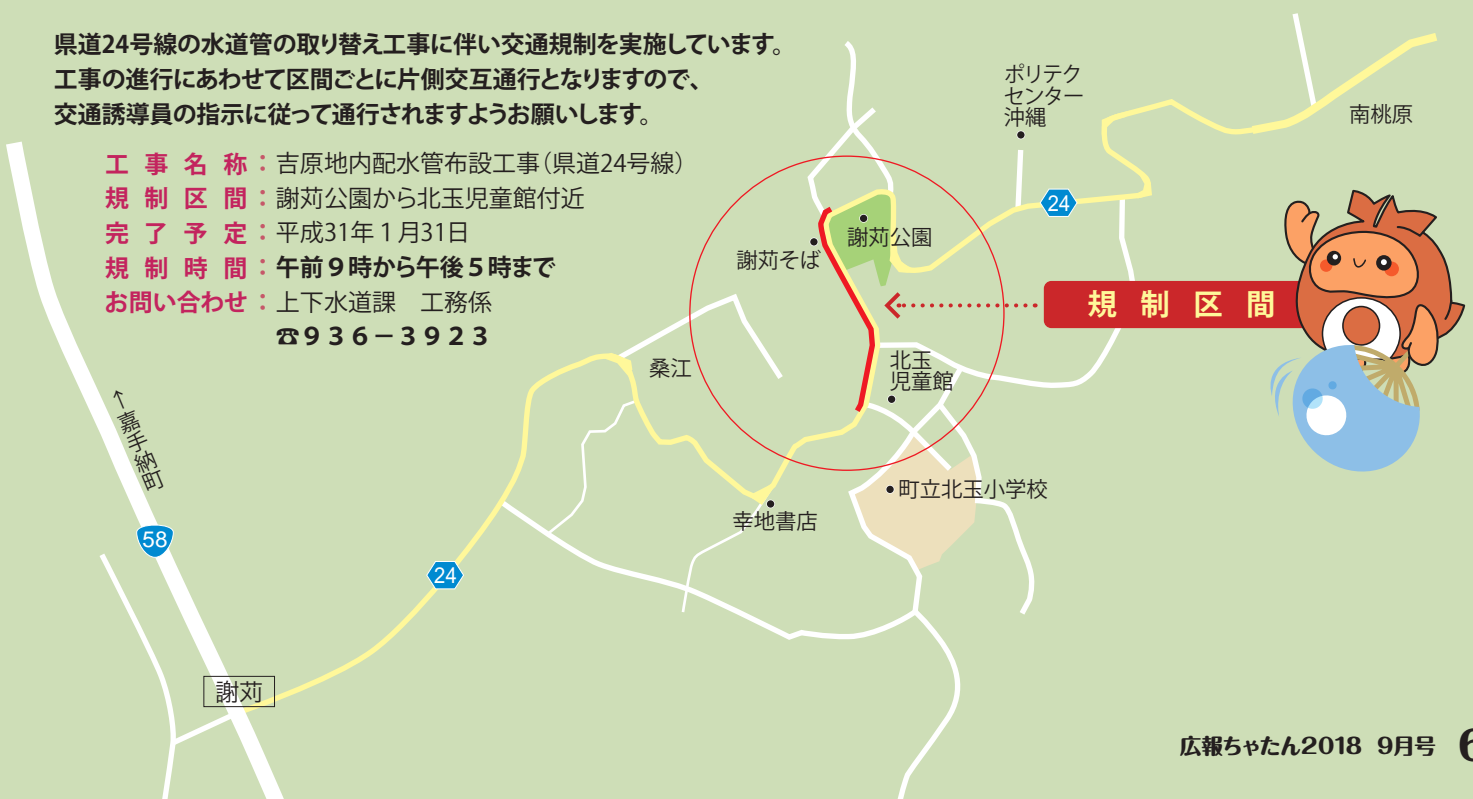 県道24号線の水道管の取り替え工事に伴い交通規制を実施しています。
工事の進行にあわせて区間ごとに片側交互通行となりますので、
交通誘導員の指示に従って通行されますようお願いします。
工事名称：吉原地内配水管布設工事（県道24号線）
規制区間：謝苅公園から北玉児童館付近
完了予定：平成31年１月31日
規制時間：午前９時から午後５時まで
お問い合わせ：上下水道課　工務係
☎９３６－３９２３
ポリテク
センター
沖縄
南桃原
24
謝苅公園
謝苅そば
規制区間
北玉
児童館
桑江
←嘉手納町
町立北玉小学校
幸地書店
58
24
謝苅
広報ちゃたん2018 9月号 6